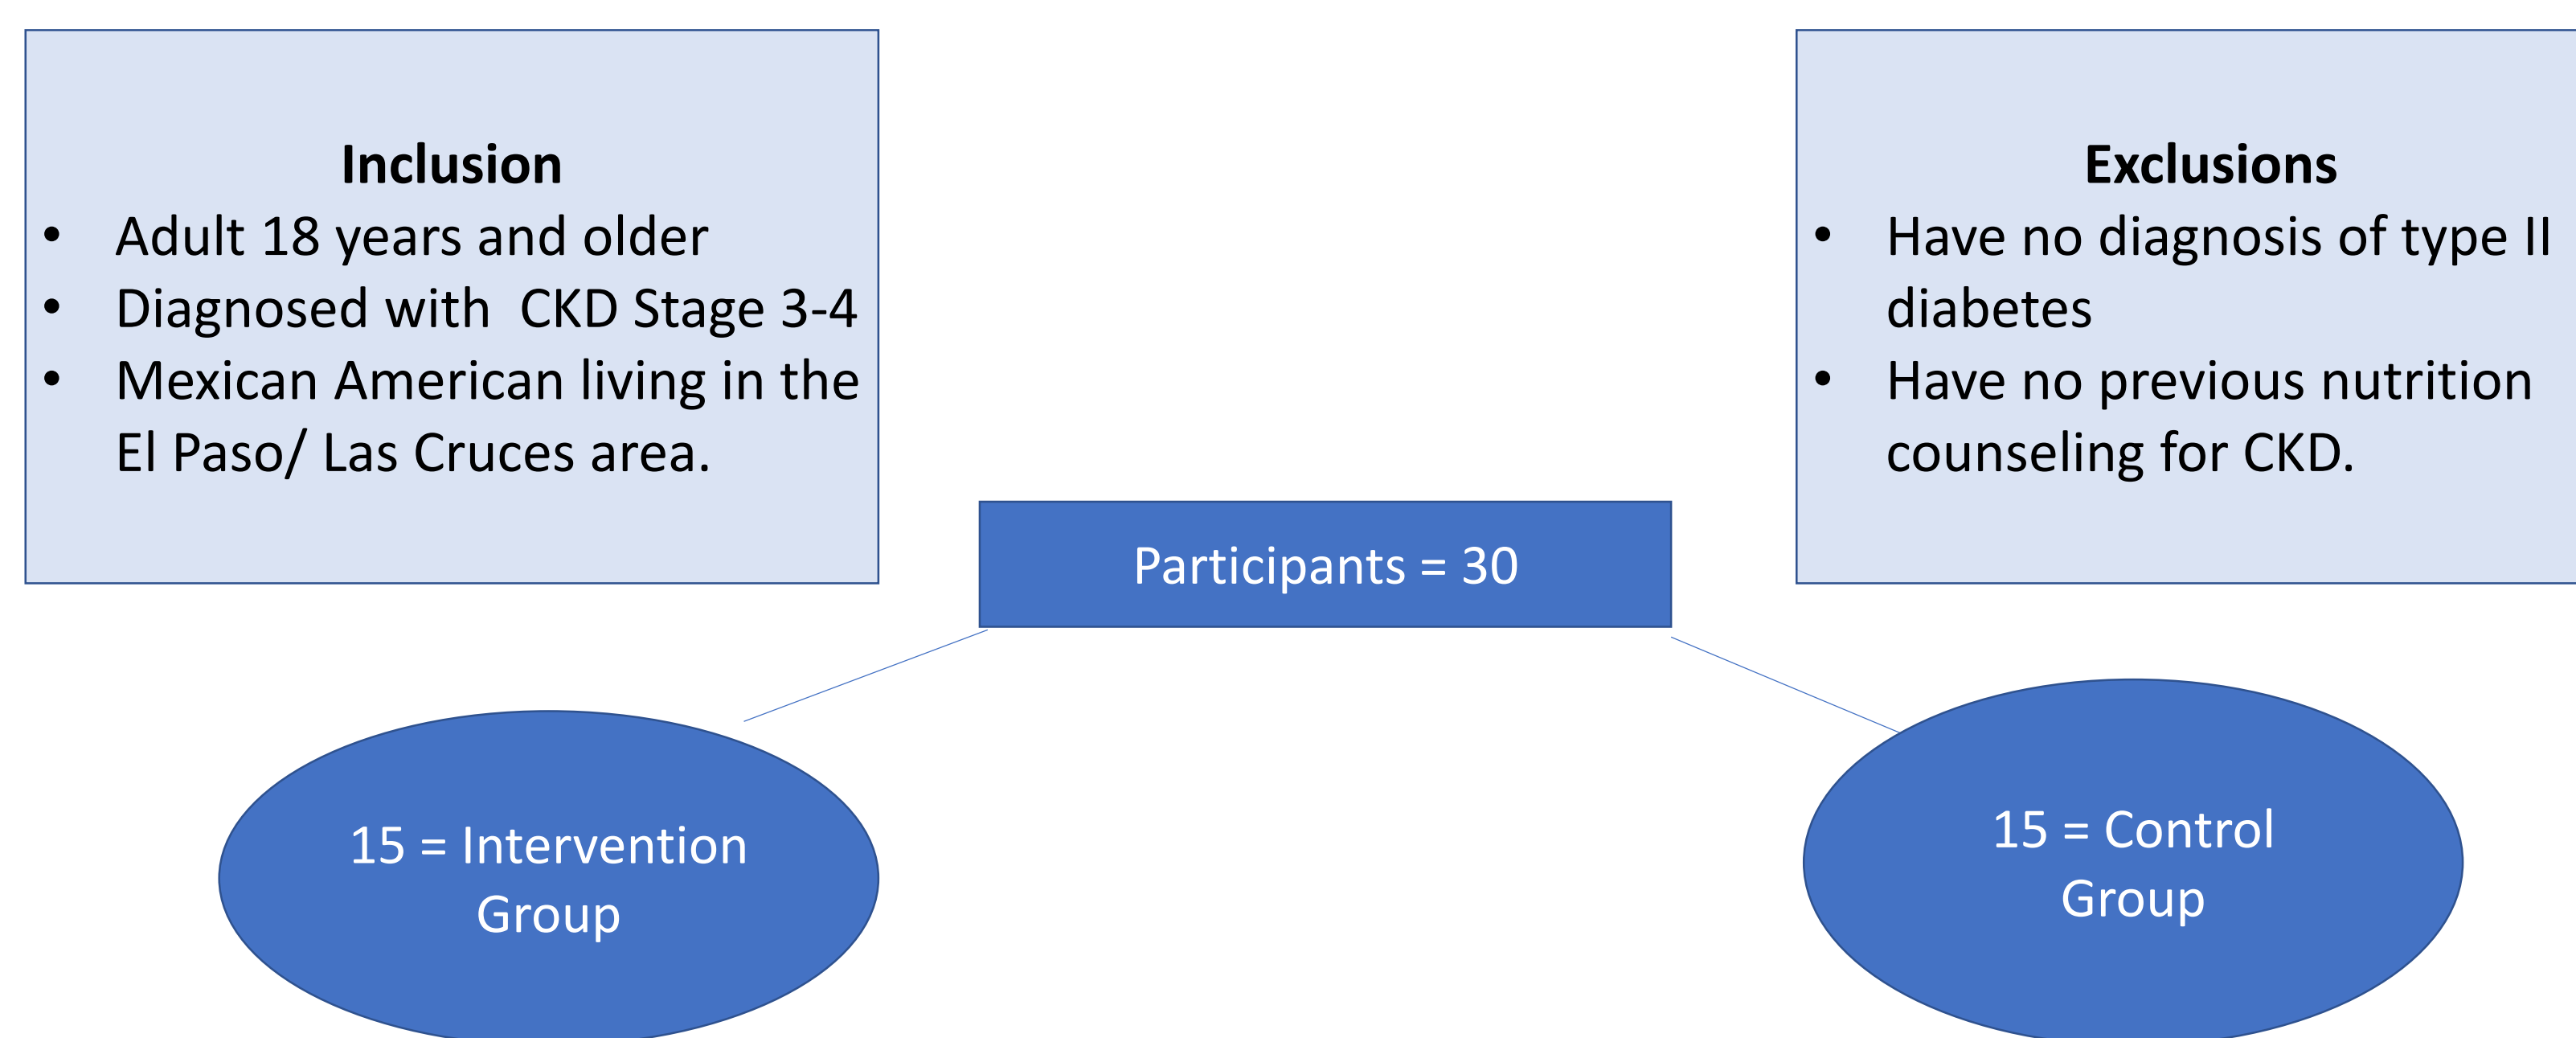 Inclusion
• Adult 18 years and older
• Diagnosed with  CKD Stage 3-4
• Mexican American living in the
El Paso/ Las Cruces area.
Exclusions
• Have no diagnosis of type II
diabetes
• Have no previous nutrition
counseling for CKD.
Participants = 30
15 = Intervention
Group
15 = Control
Group